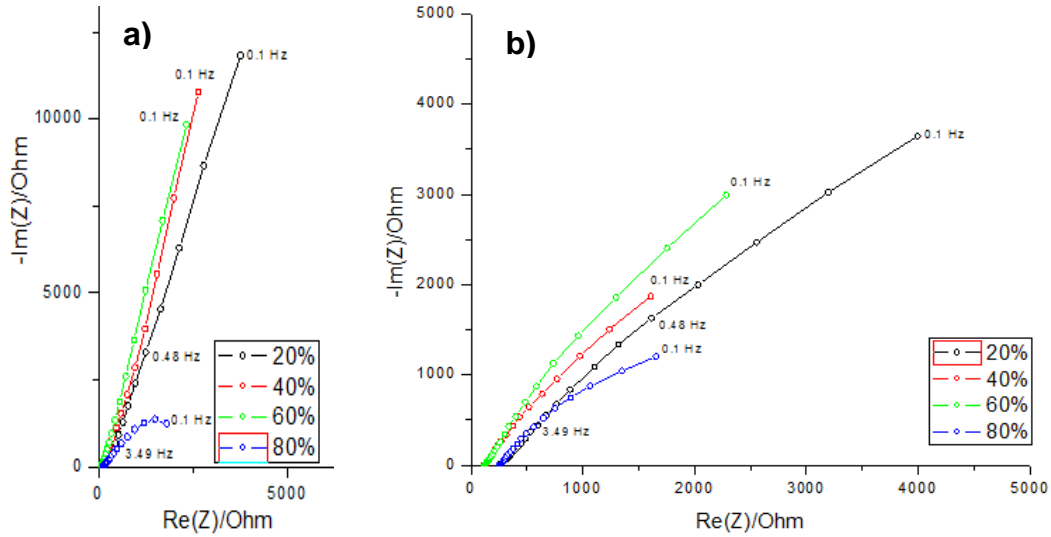 a)
0.1 Hz
0.1 Hz
0.1 Hz
10000
5000
0
-Im(Z)/Ohm
0.48 Hz
0.1 Hz
3.49 Hz
20%
40%
60%
80%
0
5000
Re(Z)/Ohm
b)
5000
4000
3000
2000
1000
0
-Im(Z)/Ohm
0.1 Hz
0.1 Hz
0.1 Hz
0.48 Hz
0.1 Hz
3.49 Hz
20%
40%
60%
80%
0
1000
2000
3000
4000
5000
Re(Z)/Ohm